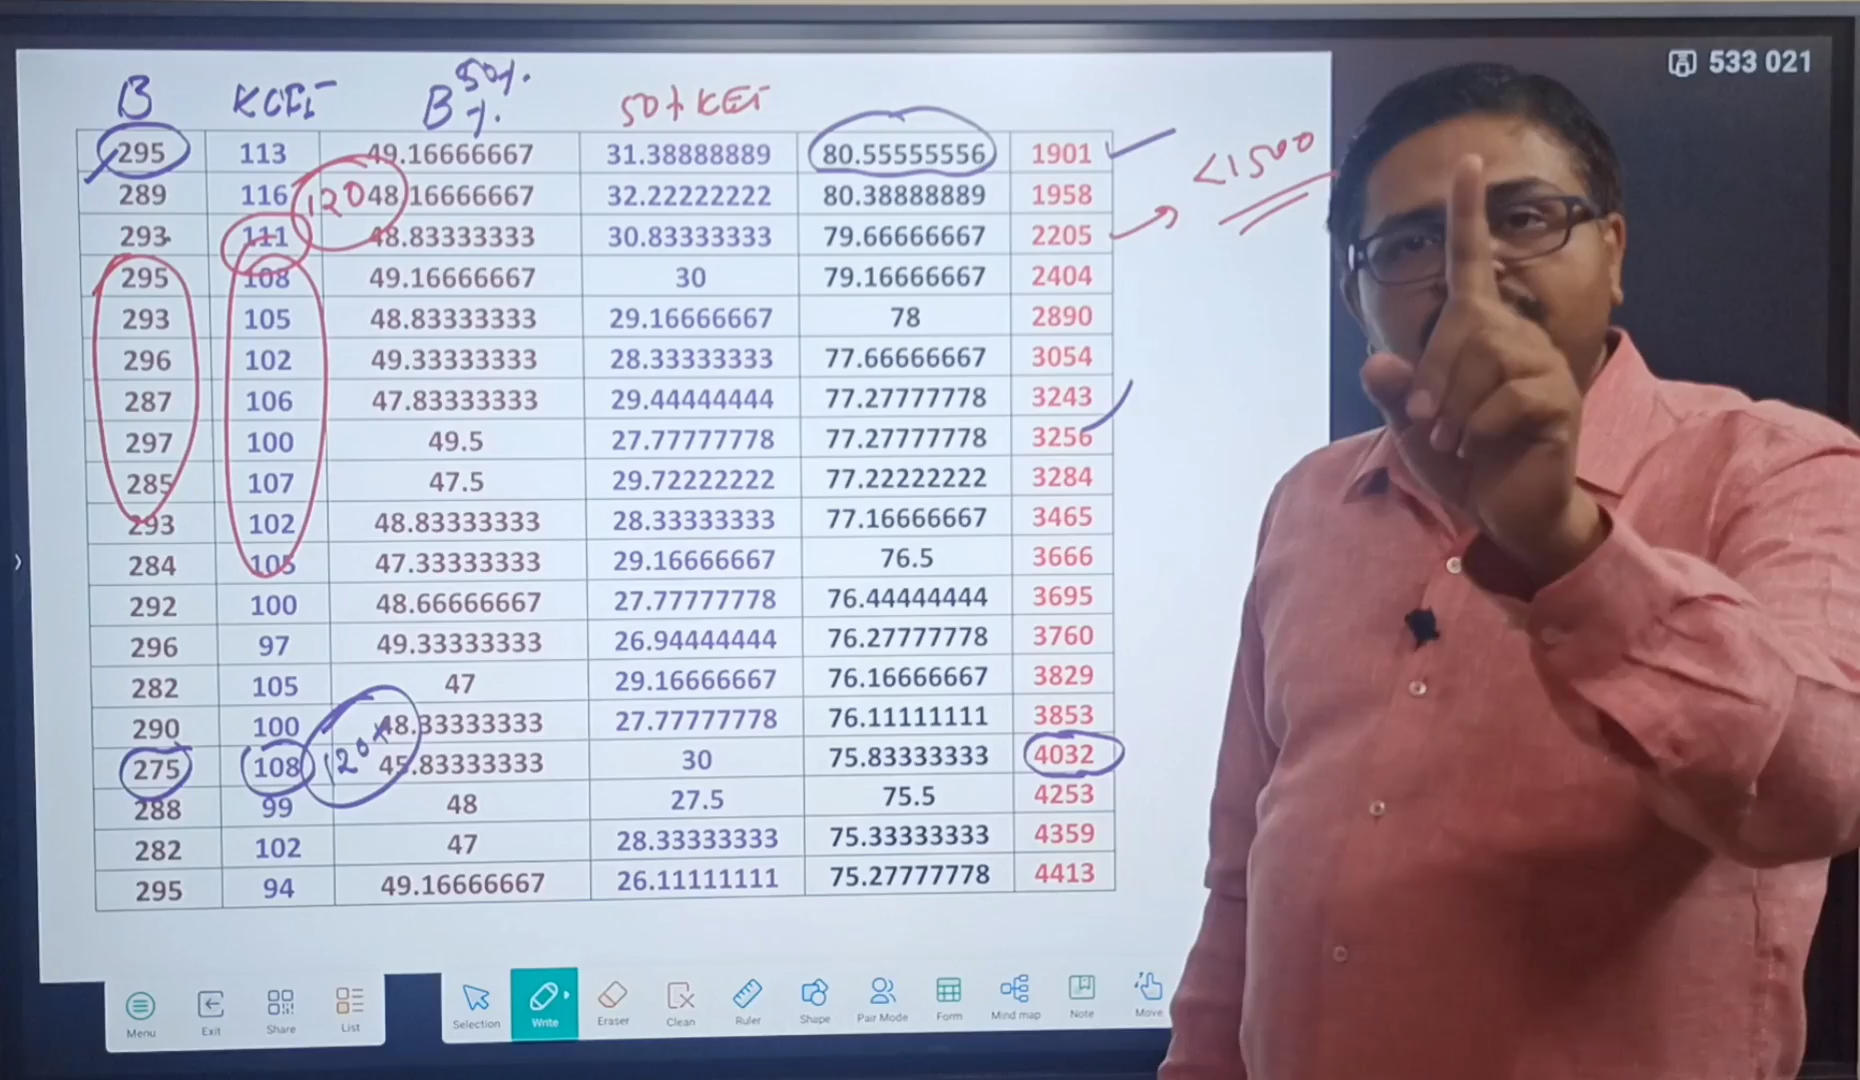 533 021
B KCET B 50% % 50% KET
295 113 49.16666667 31.38888889 80.55555556 1901
<1500
289 116 120 48.16666667 32.22222222 80.38888889 1958
293 111 48.83333333 30.83333333 79.66666667 2205
295 108 49.16666667 30 79.16666667 2404
293 105 48.83333333 29.16666667 78 2890
296 102 49.33333333 28.33333333 77.66666667 3054
287 106 47.83333333 29.44444444 77.27777778 3243
297 100 49.5 27.77777778 77.27777778 3256
285 107 47.5 29.72222222 77.22222222 3284
293 102 48.83333333 28.33333333 77.16666667 3465
284 105 47.33333333 29.16666667 76.5 3666
292 100 48.66666667 27.77777778 76.44444444 3695
296 97 49.33333333 26.94444444 76.27777778 3760
282 105 47 29.16666667 76.16666667 3829
290 100 48.33333333 27.77777778 76.11111111 3853
275 108 120 45.83333333 30 75.83333333 4032
288 99 48 27.5 75.5 4253
282 102 47 28.33333333 75.33333333 4359
295 94 49.16666667 26.11111111 75.27777778 4413
Menu Exit Share List Selection Write Eraser Clean Ruler Shape Pair Mode Form Mind map Note Move